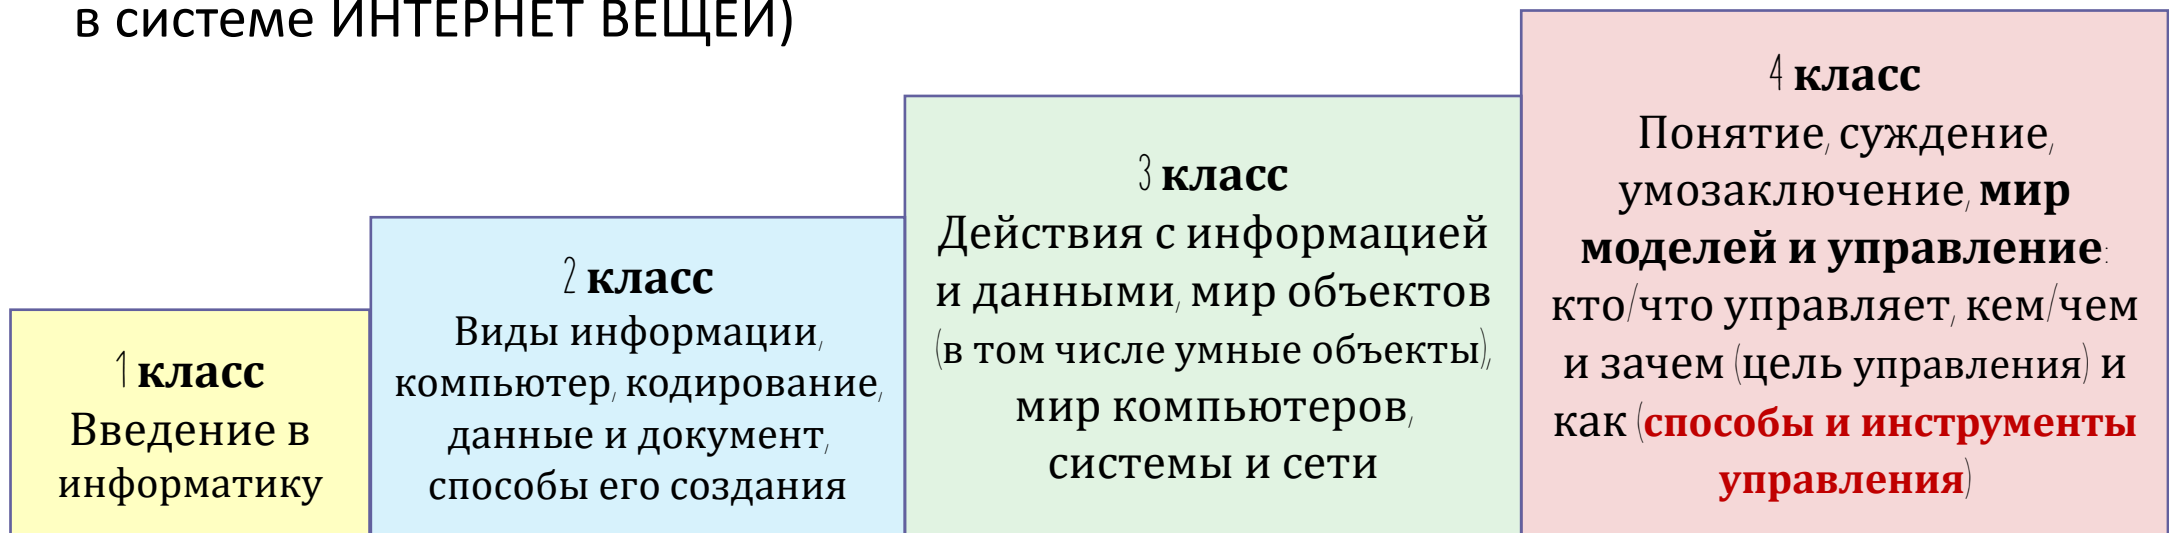 в системе ИНТЕРНЕТ ВЕЩЕЙ)
1 класс
Введение в
информатику
2 класс
Виды информации,
компьютер, кодирование,
данные и документ,
способы его создания
3 класс
Действия с информацией
и данными, мир объектов
(в том числе умные объекты),
мир компьютеров,
системы и сети
4 класс
Понятие, суждение,
умозаключение, мир
моделей и управление:
кто/что управляет, кем/чем
и зачем (цель управления) и
как (способы и инструменты
управления)